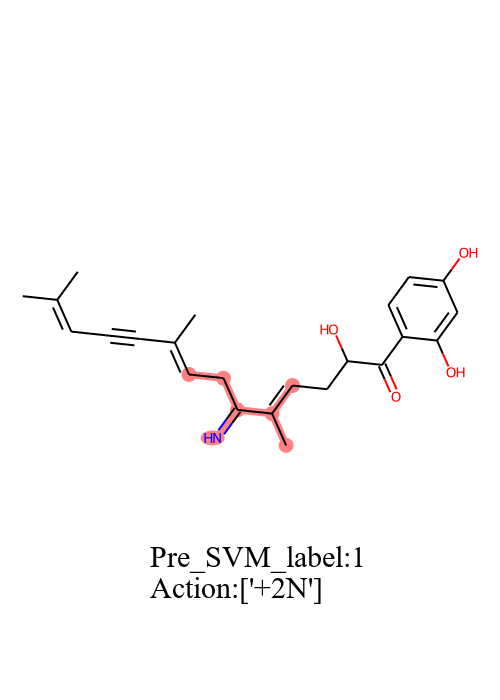 OH
HO
OH
O
HN
Pre_SVM_label:1
Action:['+2N']